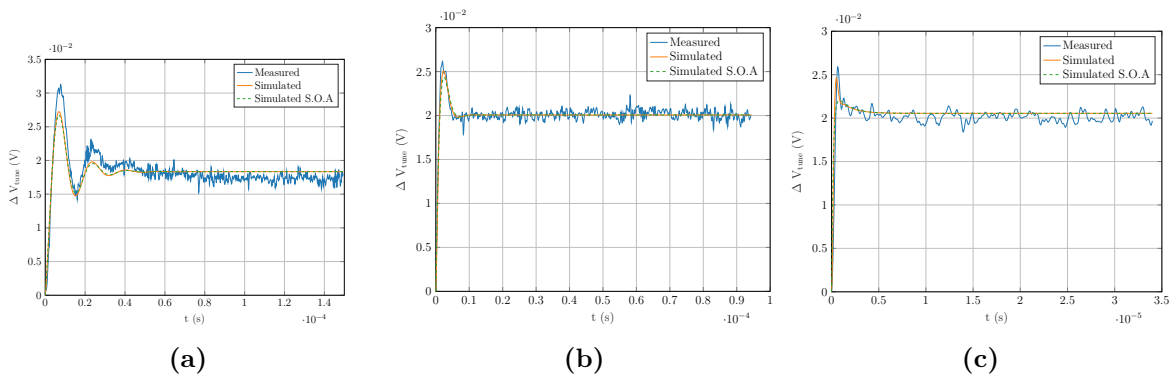 ·10⁻²
3.5
3
2.5
2
1.5
1
0.5
0
0 0.2 0.4 0.6 0.8 1 1.2 1.4
·10⁻⁴
Δ V_tune (V)
t (s)
Measured
Simulated
Simulated S.O.A
(a)
·10⁻²
3
2.5
2
1.5
1
0.5
0
0 0.1 0.2 0.3 0.4 0.5 0.6 0.7 0.8 0.9 1
·10⁻⁴
Δ V_tune (V)
t (s)
Measured
Simulated
Simulated S.O.A
(b)
·10⁻²
3
2.5
2
1.5
1
0.5
0
0 0.5 1 1.5 2 2.5 3 3.5
·10⁻⁵
Δ V_tune (V)
t (s)
Measured
Simulated
Simulated S.O.A
(c)